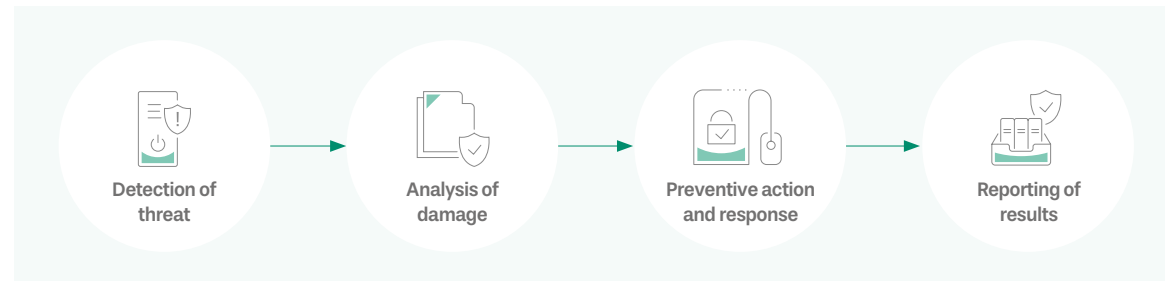 Detection of
threat
Analysis of
damage
Preventive action
and response
Reporting of
results